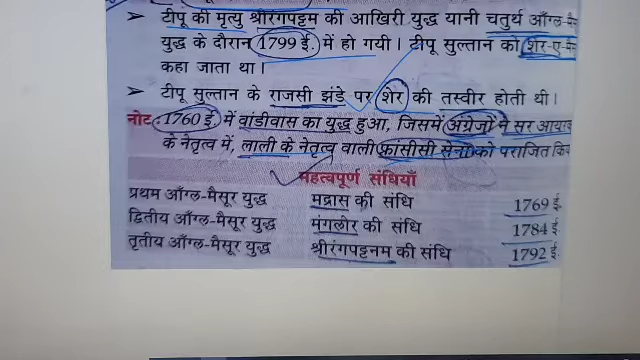 ➤ टीपू की मृत्यु श्रीरंगपट्टम की आखिरी युद्ध यानी चतुर्थ आँग्ल-मै
युद्ध के दौरान 1799 ई. में हो गयी। टीपू सुल्तान को शेर-ए-मै
कहा जाता था।
➤ टीपू सुल्तान के राजसी झंडे पर शेर की तस्वीर होती थी।
नोट: 1760 ई. में वांडीवास का युद्ध हुआ, जिसमें अंग्रेजों ने सर आयर
के नेतृत्व में, लाली के नेतृत्व वाली फ्रांसीसी सेना को पराजित किय
महत्वपूर्ण संधियाँ
प्रथम आँग्ल-मैसूर युद्ध मद्रास की संधि 1769 ई.
द्वितीय आँग्ल-मैसूर युद्ध मंगलौर की संधि 1784 ई.
तृतीय आँग्ल-मैसूर युद्ध श्रीरंगपट्टनम की संधि 1792 ई.